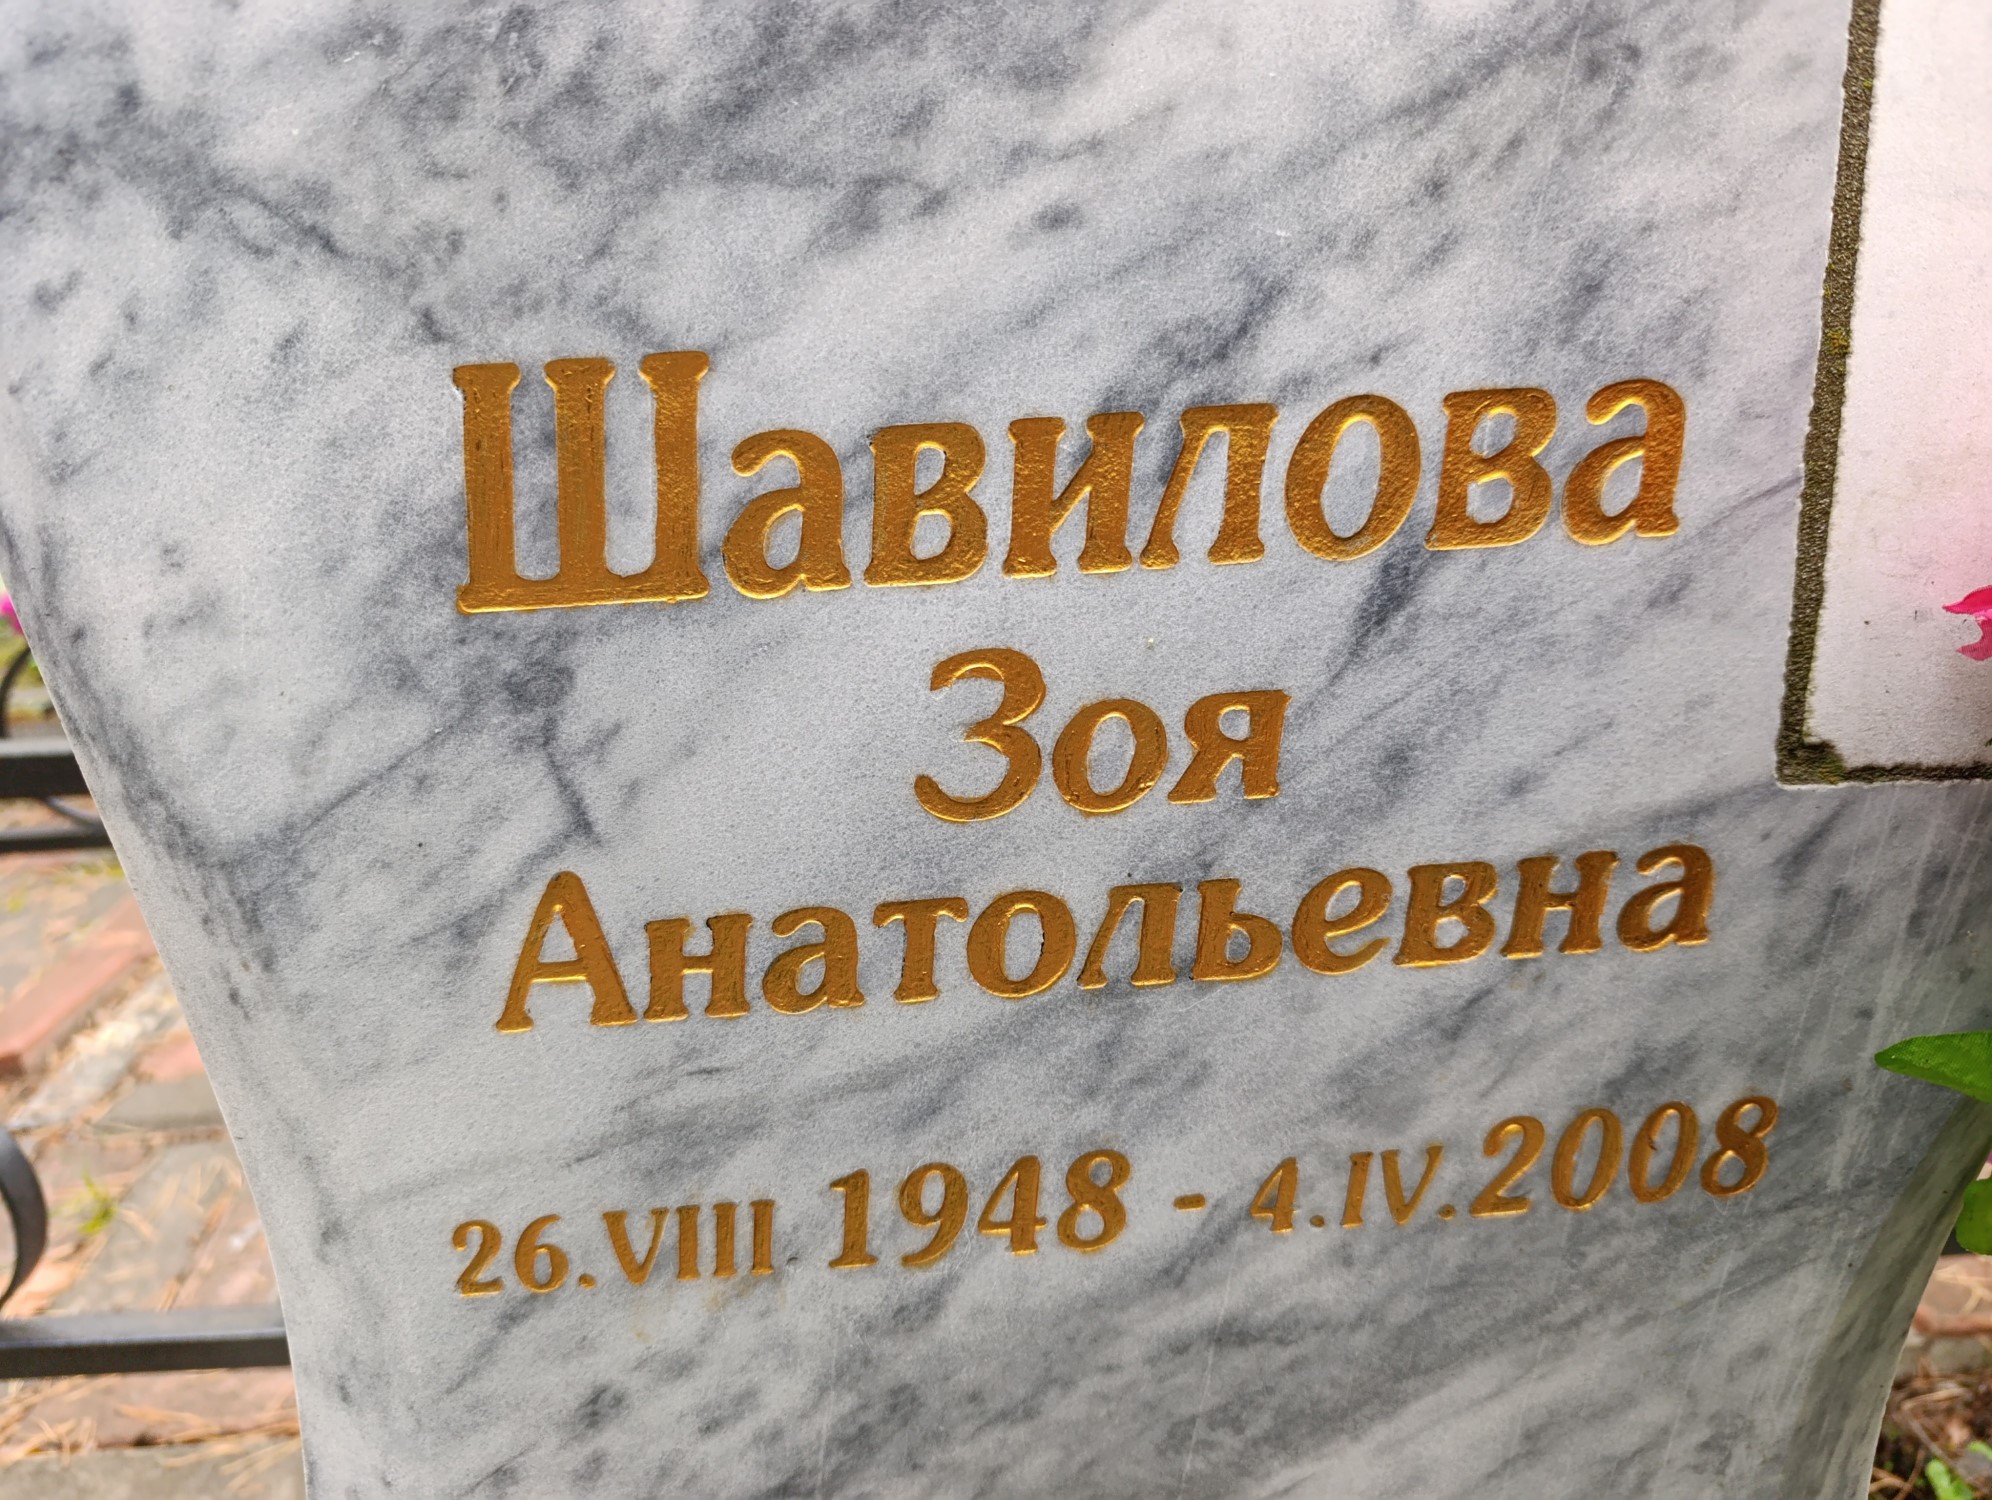 Шавилова
Зоя
Анатольевна
26.VIII 1948 - 4.IV.2008